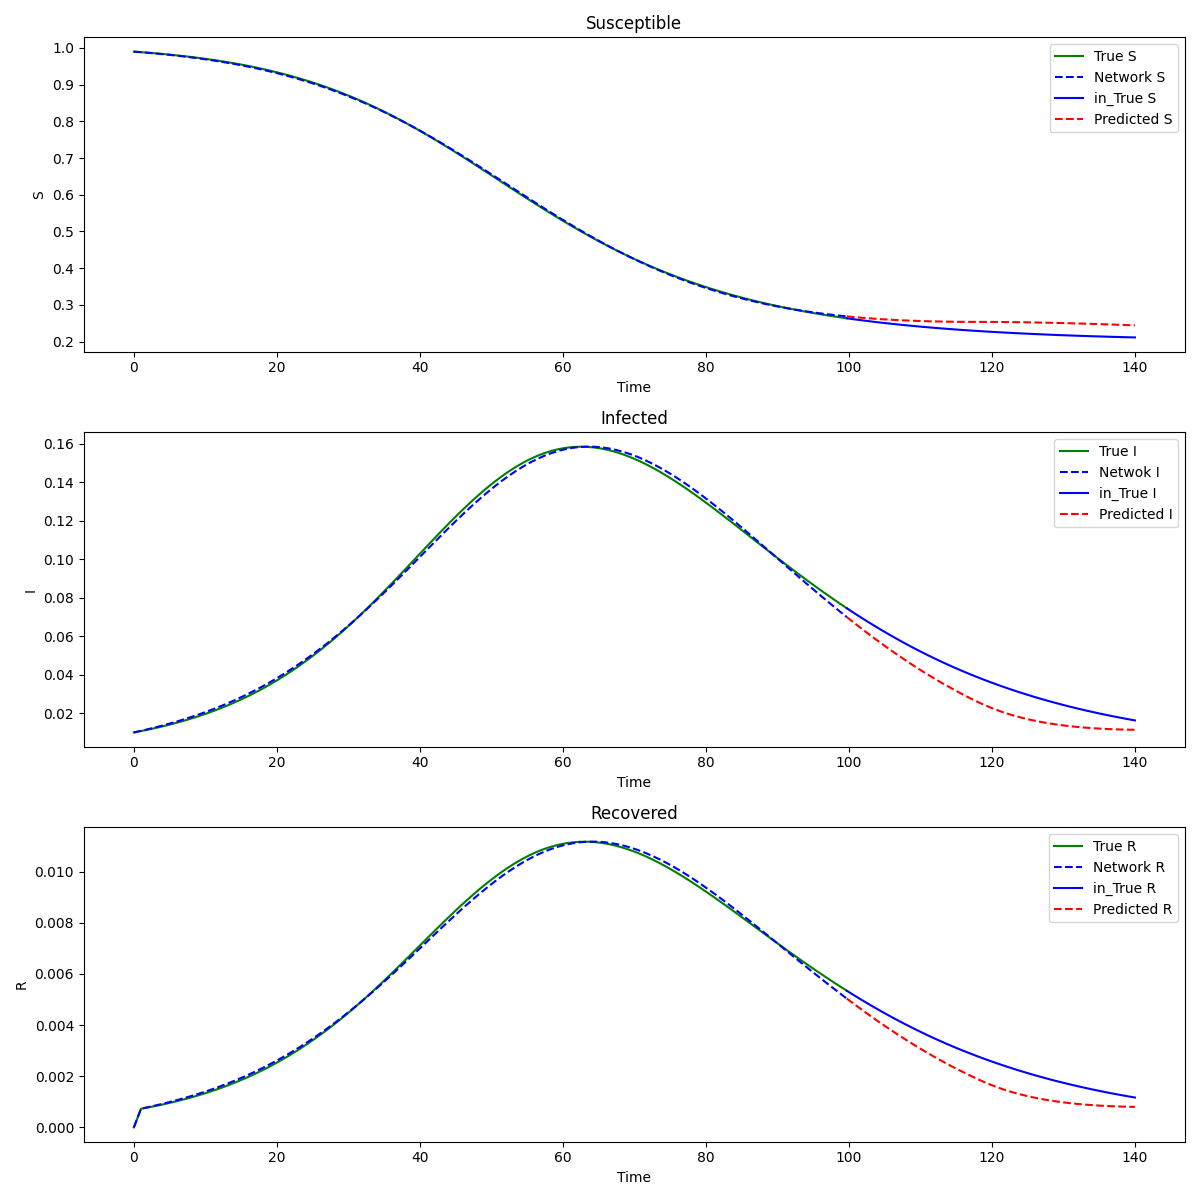 Susceptible
1.0
0.9
0.8
0.7
0.6
0.5
0.4
0.3
0.2
S
True S
Network S
in_True S
Predicted S
0 20 40 60 80 100 120 140
Time
Infected
0.16
0.14
0.12
0.10
0.08
0.06
0.04
0.02
I
True I
Netwok I
in_True I
Predicted I
0 20 40 60 80 100 120 140
Time
Recovered
0.010
0.008
0.006
0.004
0.002
0.000
R
True R
Network R
in_True R
Predicted R
0 20 40 60 80 100 120 140
Time